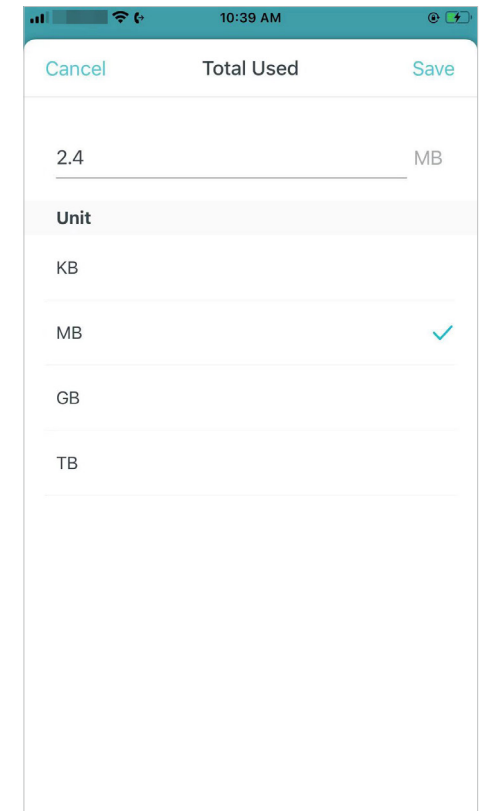 10:39 AM
Cancel Total Used Save
2.4 MB
Unit
KB
MB
GB
TB